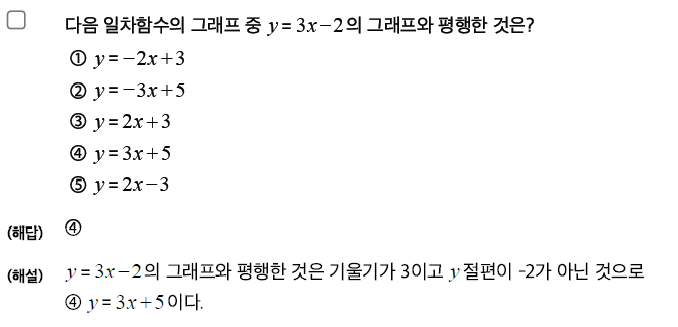 다음 일차함수의 그래프 중 y=3x−2의 그래프와 평행한 것은?
① y=−2x+3
② y=−3x+5
③ y=2x+3
④ y=3x+5
⑤ y=2x−3
(해답) ④
(해설) y=3x−2의 그래프와 평행한 것은 기울기가 3이고 y절편이 -2가 아닌 것으로
④ y=3x+5이다.